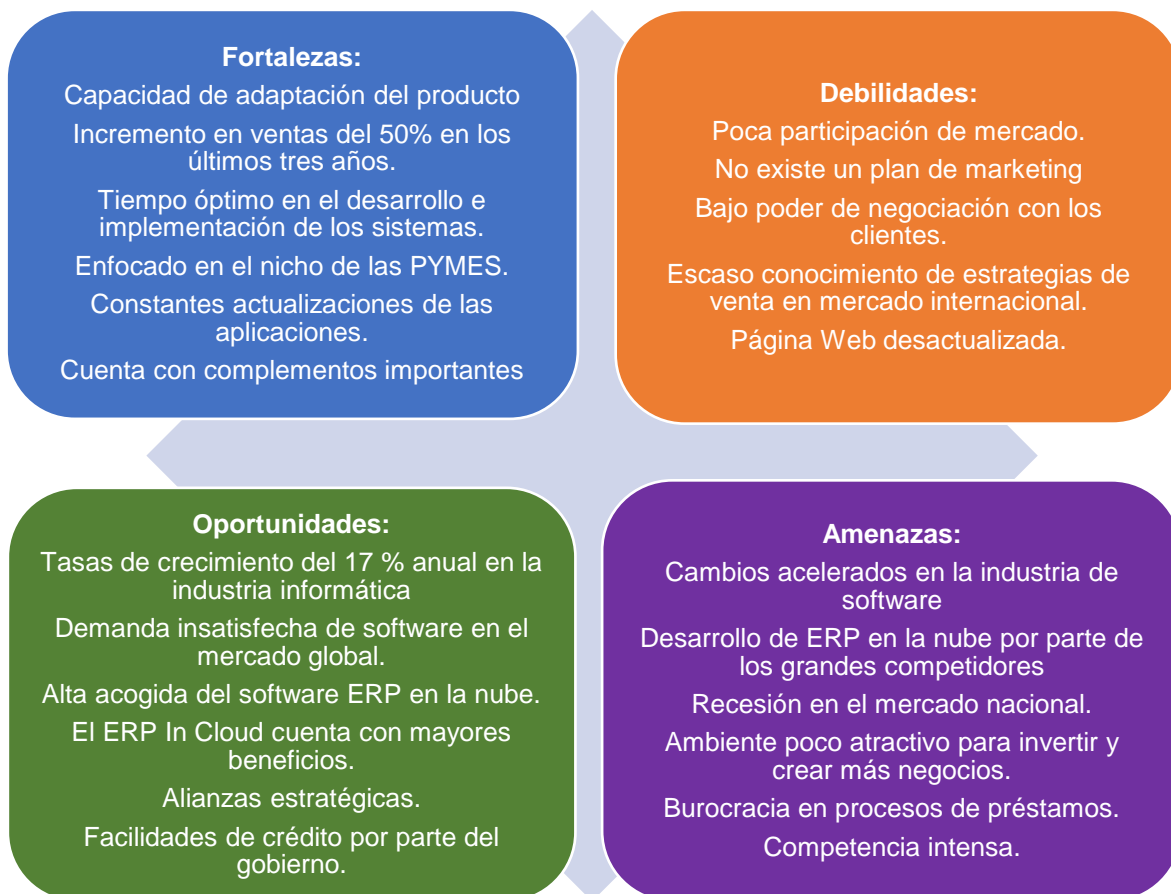 Fortalezas:
Capacidad de adaptación del producto
Incremento en ventas del 50% en los
últimos tres años.
Tiempo óptimo en el desarrollo e
implementación de los sistemas.
Enfocado en el nicho de las PYMES.
Constantes actualizaciones de las
aplicaciones.
Cuenta con complementos importantes
Debilidades:
Poca participación de mercado.
No existe un plan de marketing
Bajo poder de negociación con los
clientes.
Escaso conocimiento de estrategias de
venta en mercado internacional.
Página Web desactualizada.
Oportunidades:
Tasas de crecimiento del 17 % anual en la
industria informática
Demanda insatisfecha de software en el
mercado global.
Alta acogida del software ERP en la nube.
El ERP In Cloud cuenta con mayores
beneficios.
Alianzas estratégicas.
Facilidades de crédito por parte del
gobierno.
Amenazas:
Cambios acelerados en la industria de
software
Desarrollo de ERP en la nube por parte de
los grandes competidores
Recesión en el mercado nacional.
Ambiente poco atractivo para invertir y
crear más negocios.
Burocracia en procesos de préstamos.
Competencia intensa.